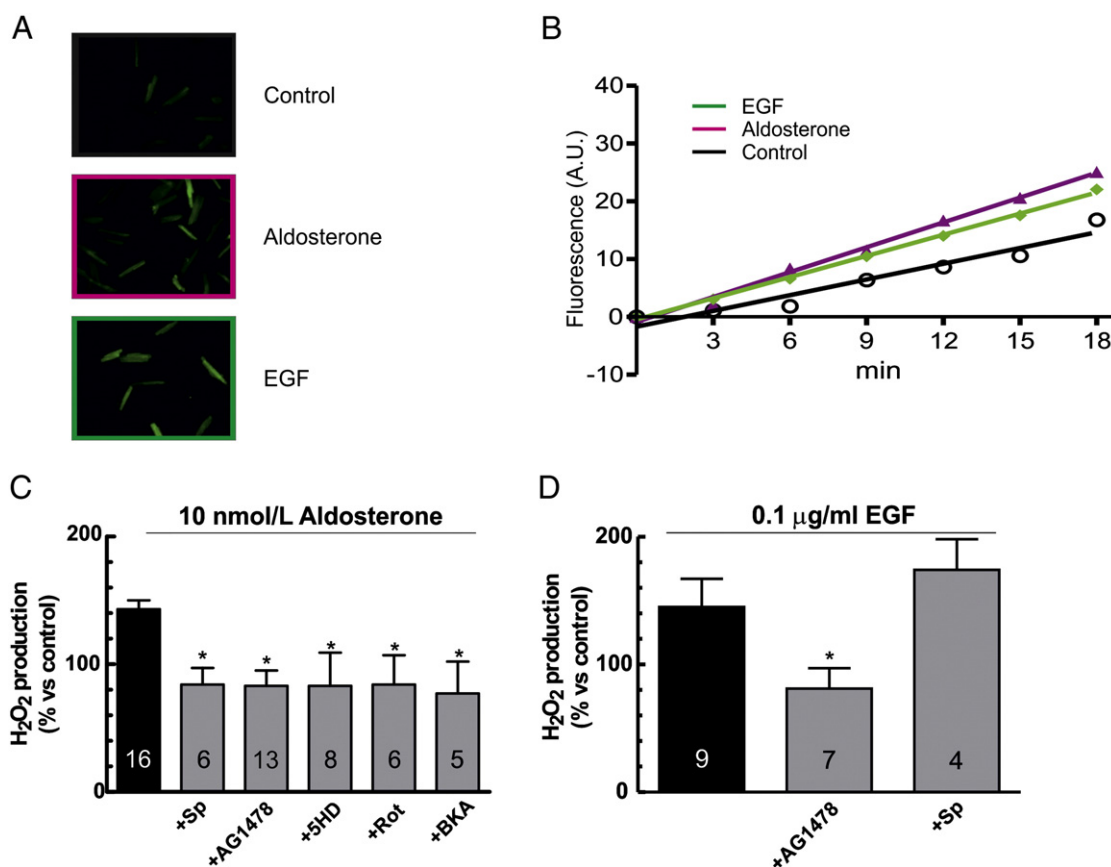 A
Control
Aldosterone
EGF
B
Fluorescence (A.U.)
40
30
20
10
0
-10
EGF
Aldosterone
Control
3 6 9 12 15 18
min
C
10 nmol/L Aldosterone
H₂O₂ production
(% vs control)
200
100
0
16 6 13 8 6 5
+Sp +AG1478 +5HD +Rot +BKA
* * * * *
D
0.1 µg/ml EGF
H₂O₂ production
(% vs control)
200
100
0
*
9 7 4
+AG1478 +Sp